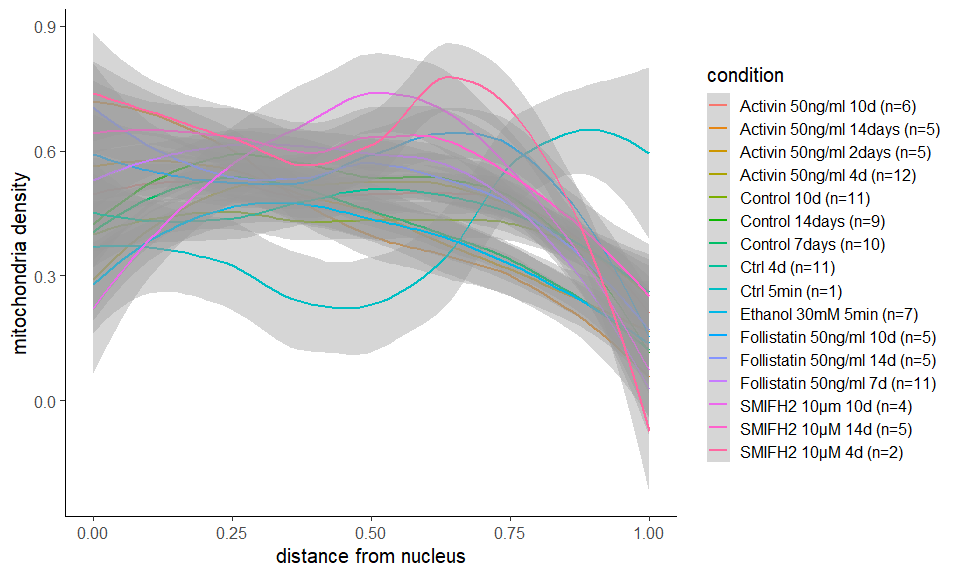 0.9
0.6
0.3
0.0
mitochondria density
0.00 0.25 0.50 0.75 1.00
distance from nucleus
condition
Activin 50ng/ml 10d (n=6)
Activin 50ng/ml 14days (n=5)
Activin 50ng/ml 2days (n=5)
Activin 50ng/ml 4d (n=12)
Control 10d (n=11)
Control 14days (n=9)
Control 7days (n=10)
Ctrl 4d (n=11)
Ctrl 5min (n=1)
Ethanol 30mM 5min (n=7)
Follistatin 50ng/ml 10d (n=5)
Follistatin 50ng/ml 14d (n=5)
Follistatin 50ng/ml 7d (n=11)
SMIFH2 10µm 10d (n=4)
SMIFH2 10µM 14d (n=5)
SMIFH2 10µM 4d (n=2)